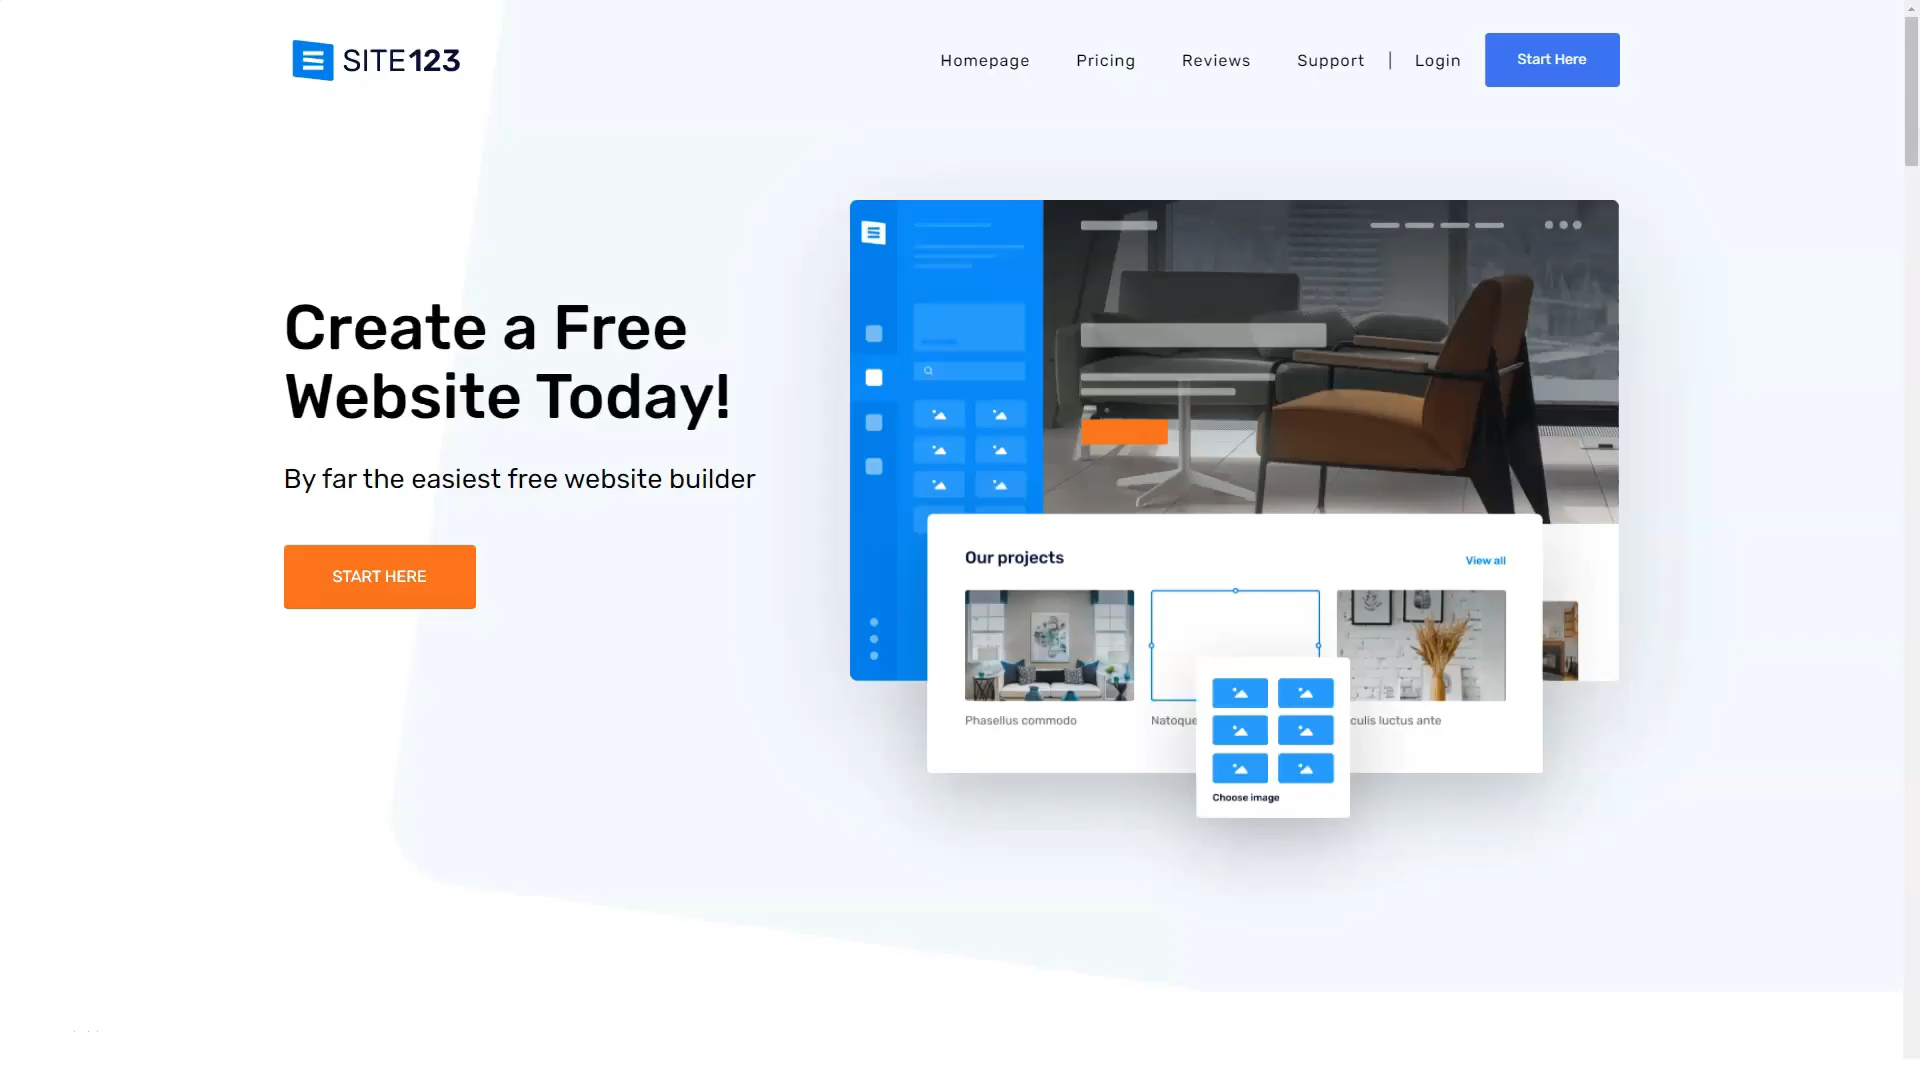 SITE123
Homepage
Pricing
Reviews
Support
|
Login
Start Here
Create a Free
Website Today!
By far the easiest free website builder
START HERE
Our projects
View all
Phasellus commodo
Natoque
culis luctus ante
Choose image